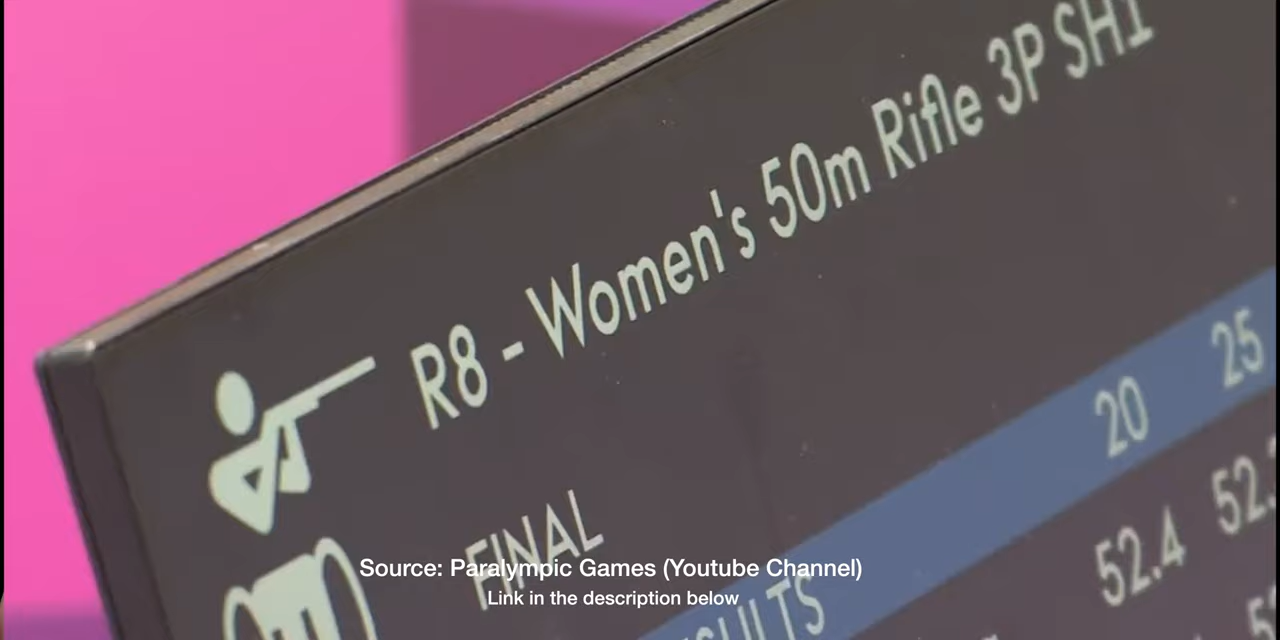 R8 - Women's 50m Rifle 3P SH1
FINAL
20 25
52.4
Source: Paralympic Games (Youtube Channel)
Link in the description below